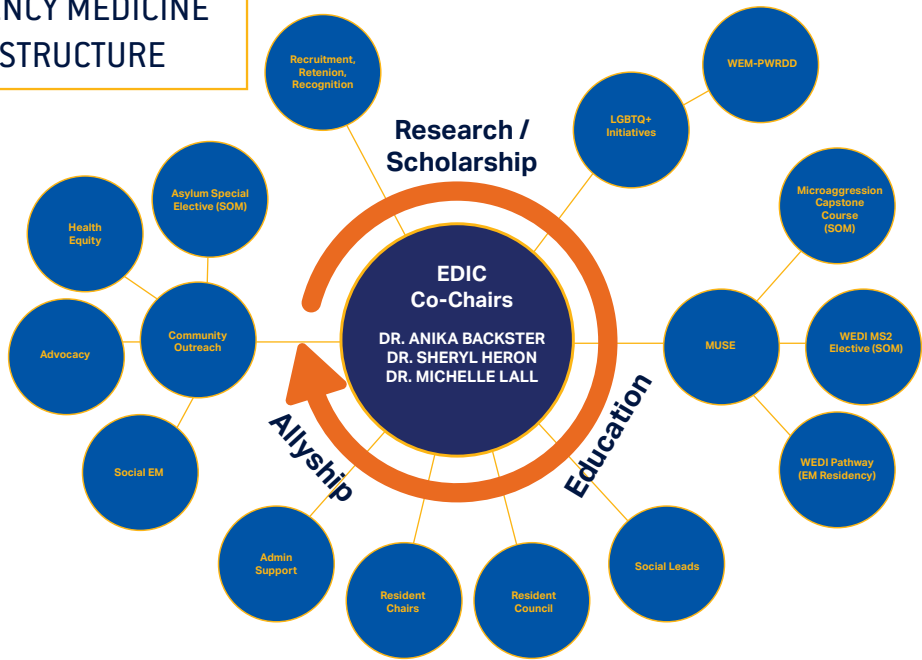 STRUCTURE
Recruitment,
Retenion,
Recognition
WEM-PWRDD
LGBTQ+
Initiatives
Research /
Scholarship
Asylum Special
Elective (SOM)
Microaggression
Capstone
Course
(SOM)
Health
Equity
EDIC
Co-Chairs
DR. ANIKA BACKSTER
DR. SHERYL HERON
DR. MICHELLE LALL
Community
Outreach
Advocacy
MUSE
WEDI MS2
Elective (SOM)
Social EM
Allyship
Education
WEDI Pathway
(EM Residency)
Admin
Support
Resident
Chairs
Resident
Council
Social Leads